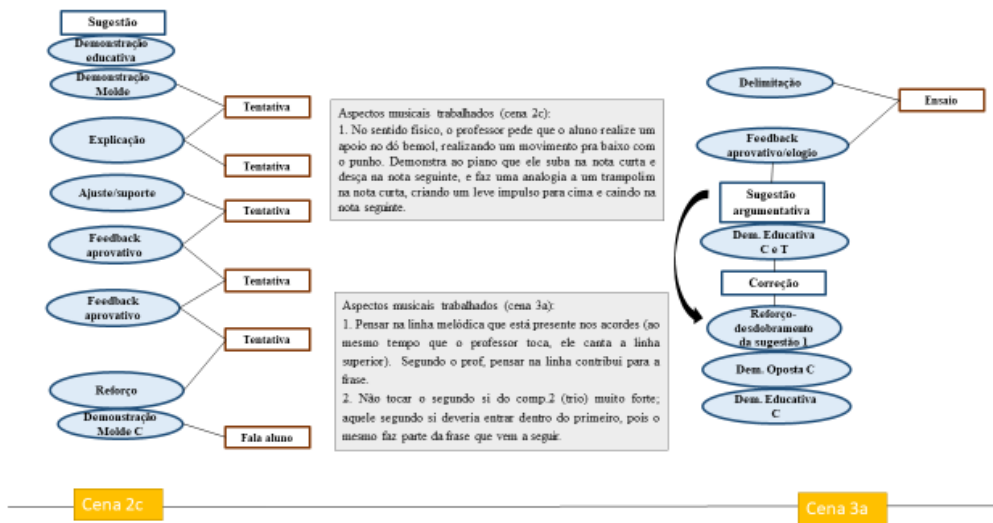 Sugestão
Demonstração
educativa
Demonstração
Molde
Tentativa
Explicação
Tentativa
Ajuste/suporte
Tentativa
Feedback
aprovativo
Tentativa
Feedback
aprovativo
Tentativa
Reforço
Demonstração
Molde C
Fala aluno
Aspectos musicais trabalhados (cena 2c):
1. No sentido físico, o professor pede que o aluno realize um
apoio no dó bemol, realizando um movimento pra baixo com
o punho. Demonstra ao piano que ele suba na nota curta e
desça na nota seguinte, e faz uma analogia a um trampolim
na nota curta, criando um leve impulso para cima e caindo na
nota seguinte.
Aspectos musicais trabalhados (cena 3a):
1. Pensar na linha melódica que está presente nos acordes (ao
mesmo tempo que o professor toca, ele canta a linha
superior). Segundo o prof, pensar na linha contribui para a
frase.
2. Não tocar o segundo si do comp.2 (trio) muito forte;
aquele segundo si deveria entrar dentro do primeiro, pois o
mesmo faz parte da frase que vem a seguir.
Delimitação
Ensaio
Feedback
aprovativo/elogio
Sugestão
argumentativa
Dem. Educativa
C e T
Correção
Reforço-
desdobramento
da sugestão 1
Dem. Oposta C
Dem. Educativa
C
Cena 2c
Cena 3a